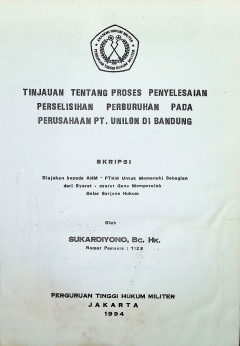 TINJAUAN TENTANG PROSES PENYELESAIAN
PERSELISIHAN PERBURUHAN PADA
PERUSAHAAN PT. UNILON DI BANDUNG
SKRIPSI
Diajukan kepada AHM - PTHM Untuk Memenuhi Sebagian
dari Syarat - syarat Guna Memperoleh
Gelar Sarjana Hukum
Oleh
SUKARDIYONO, Bc. Hk.
Nomor Pemania : 1128
PERGURUAN TINGGI HUKUM MILITER
JAKARTA
1994